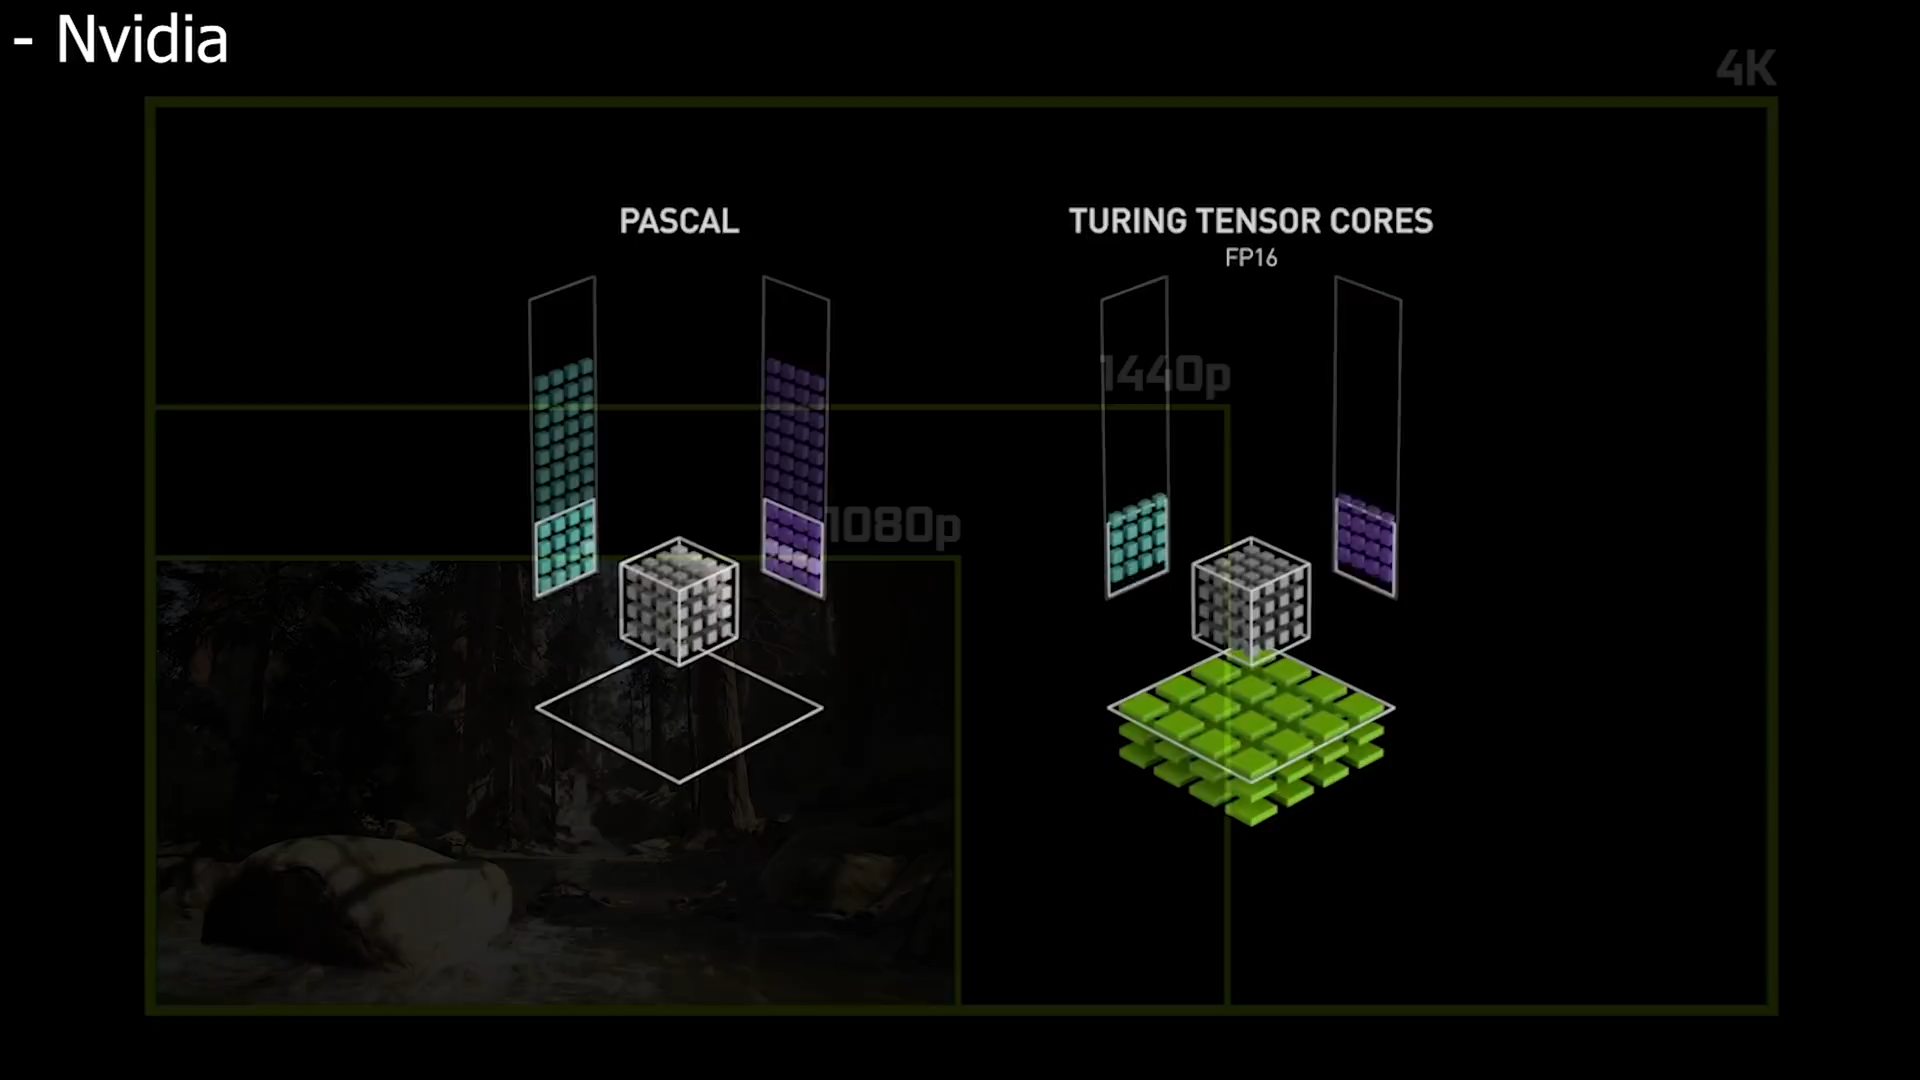 - Nvidia
4K
PASCAL
TURING TENSOR CORES
FP16
1440p
1080p